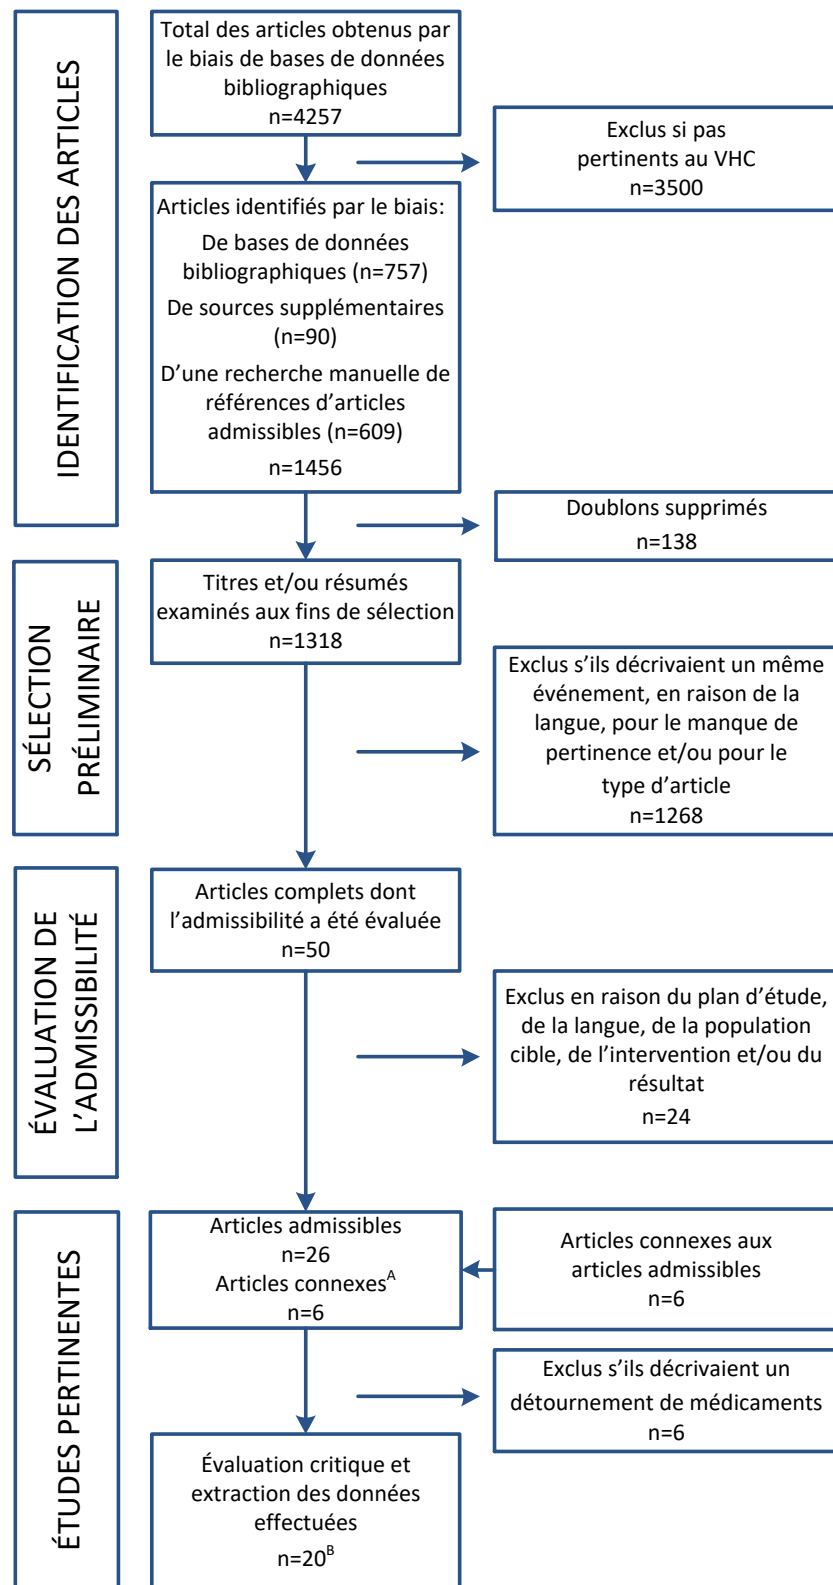 IDENTIFICATION DES ARTICLES
Total des articles obtenus par
le biais de bases de données
bibliographiques
n=4257
Exclus si pas
pertinents au VHC
n=3500
Articles identifiés par le biais:
De bases de données
bibliographiques (n=757)
De sources supplémentaires
(n=90)
D’une recherche manuelle de
références d’articles
admissibles (n=609)
n=1456
Doublons supprimés
n=138
SÉLECTION
PRÉLIMINAIRE
Titres et/ou résumés
examinés aux fins de sélection
n=1318
Exclus s’ils décrivaient un même
événement, en raison de la
langue, pour le manque de
pertinence et/ou pour le
type d’article
n=1268
ÉVALUATION DE
L’ADMISSIBILITÉ
Articles complets dont
l’admissibilité a été évaluée
n=50
Exclus en raison du plan d’étude,
de la langue, de la population
cible, de l’intervention et/ou du
résultat
n=24
ÉTUDES PERTINENTES
Articles admissibles
n=26
Articles connexesA
n=6
Articles connexes aux
articles admissibles
n=6
Exclus s’ils décrivaient un
détournement de médicaments
n=6
Évaluation critique et
extraction des données
effectuées
n=20B